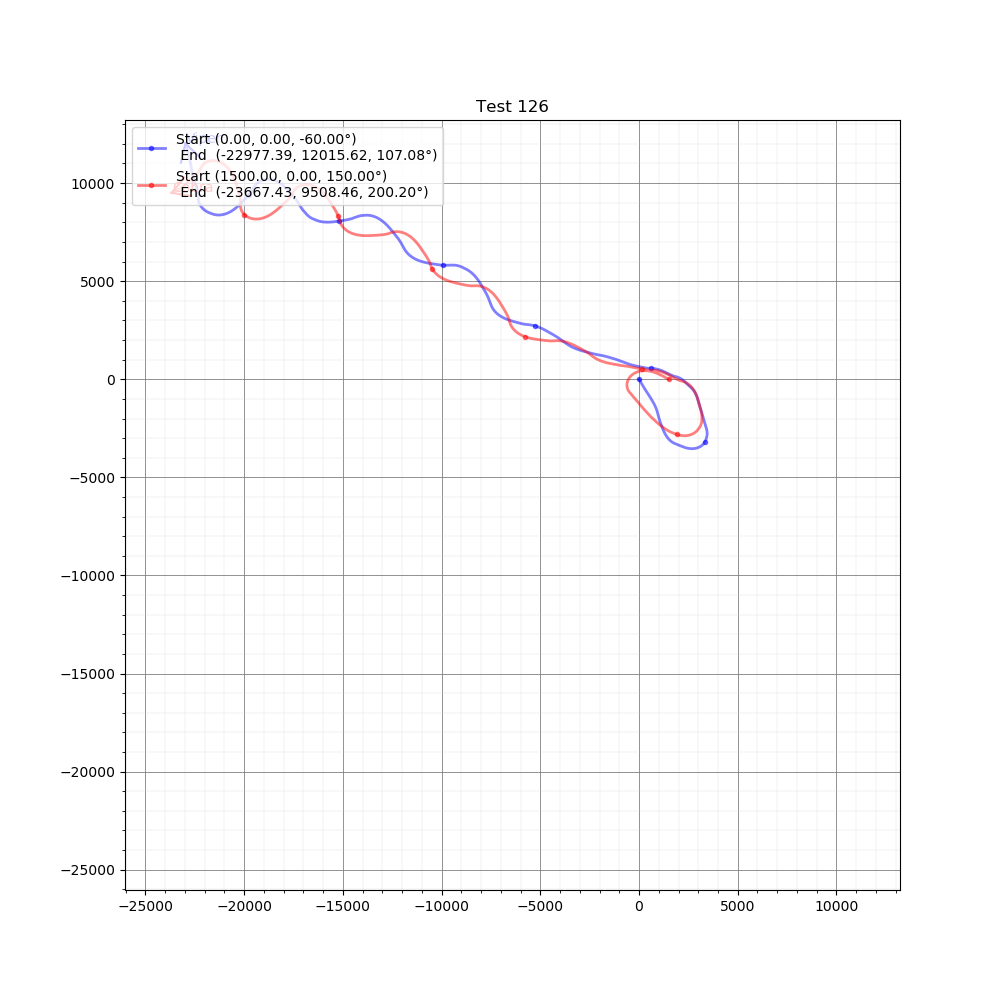 Test 126
Start (0.00, 0.00, -60.00°)
End (-22977.39, 12015.62, 107.08°)
Start (1500.00, 0.00, 150.00°)
End (-23667.43, 9508.46, 200.20°)
10000
5000
0
−5000
−10000
−15000
−20000
−25000
−25000 −20000 −15000 −10000 −5000 0 5000 10000